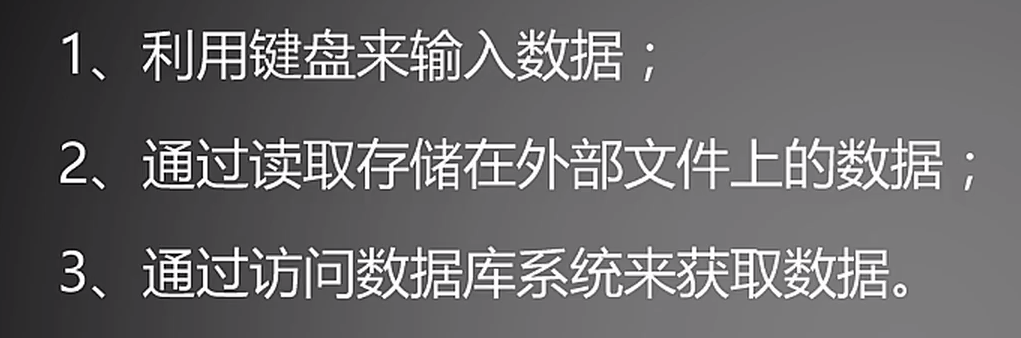 1、利用键盘来输入数据；
2、通过读取存储在外部文件上的数据；
3、通过访问数据库系统来获取数据。